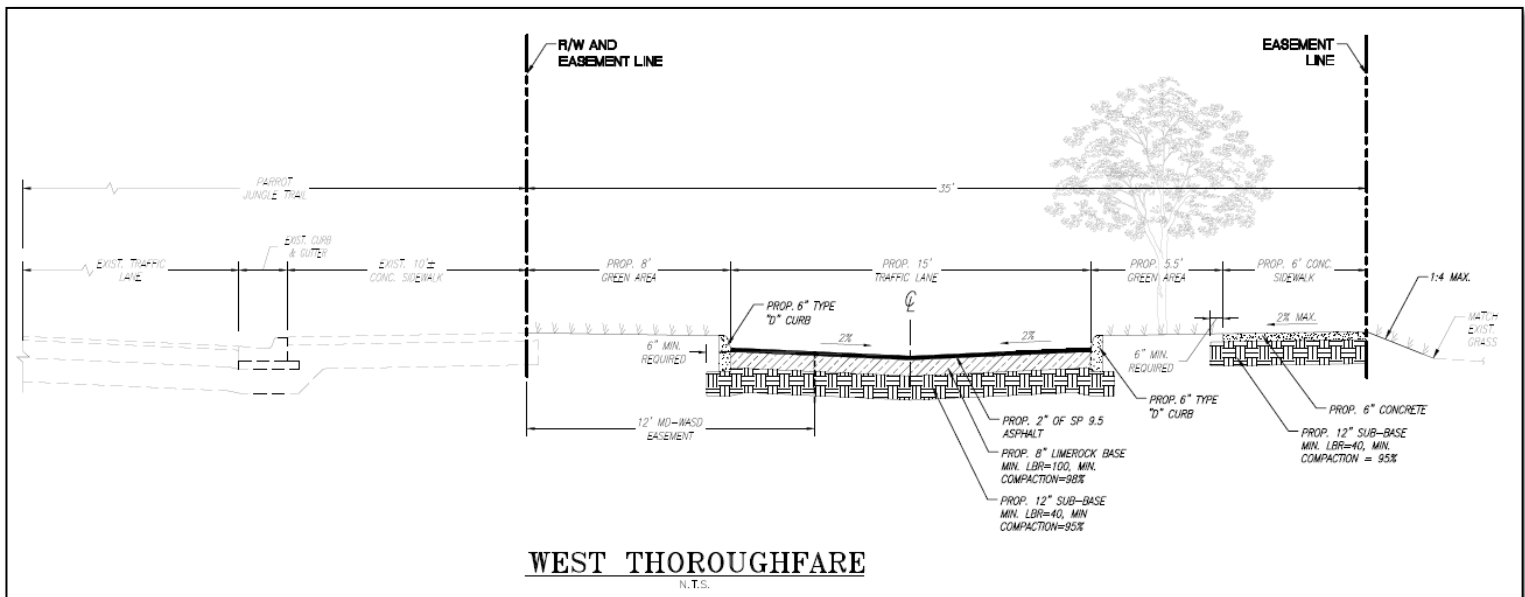 R/W AND
EASEMENT LINE
EASEMENT
LINE
PARROT
JUNGLE TRAIL
35'
EXIST. TRAFFIC
LANE
EXIST. CURB
& GUTTER
EXIST. 10'±
CONC. SIDEWALK
PROP. 8'
GREEN AREA
PROP. 15'
TRAFFIC LANE
PROP. 5.5'
GREEN AREA
PROP. 6' CONC.
SIDEWALK
1:4 MAX.
PROP. 6" TYPE
"D" CURB
℄
2%
2%
2% MAX.
MATCH
EXIST.
GRASS
6" MIN.
REQUIRED
6" MIN.
REQUIRED
12' MD-WASD
EASEMENT
PROP. 6" TYPE
"D" CURB
PROP. 6" CONCRETE
PROP. 2" OF SP 9.5
ASPHALT
PROP. 12" SUB-BASE
MIN. LBR=40, MIN.
COMPACTION = 95%
PROP. 8" LIMEROCK BASE
MIN. LBR=100, MIN.
COMPACTION=98%
PROP. 12" SUB-BASE
MIN. LBR=40, MIN
COMPACTION=95%
WEST THOROUGHFARE
N.T.S.